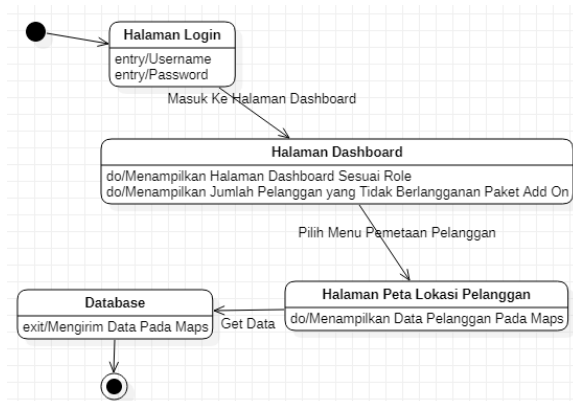 Halaman Login
entry/Username
entry/Password
Masuk Ke Halaman Dashboard
Halaman Dashboard
do/Menampilkan Halaman Dashboard Sesuai Role
do/Menampilkan Jumlah Pelanggan yang Tidak Berlangganan Paket Add On
Pilih Menu Pemetaan Pelanggan
Halaman Peta Lokasi Pelanggan
do/Menampilkan Data Pelanggan Pada Maps
Get Data
Database
exit/Mengirim Data Pada Maps